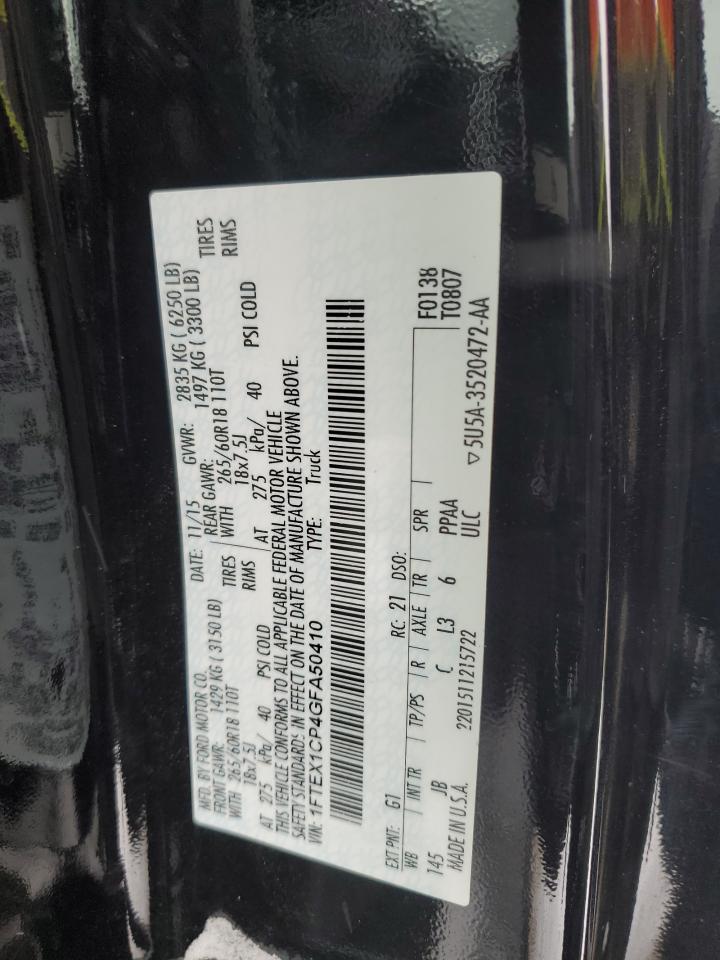 MFD. BY FORD MOTOR CO.
DATE: 11/15 GVWR: 2835 KG ( 6250 LB)
FRONT GAWR: 1429 KG ( 3150 LB) REAR GAWR: 1497 KG ( 3300 LB)
WITH 265/60R18 110T TIRES WITH 265/60R18 110T TIRES
18x7.5J RIMS 18x7.5J RIMS
AT 275 kPa/ 40 PSI COLD AT 275 kPa/ 40 PSI COLD
THIS VEHICLE CONFORMS TO ALL APPLICABLE FEDERAL MOTOR VEHICLE
SAFETY STANDARDS IN EFFECT ON THE DATE OF MANUFACTURE SHOWN ABOVE.
VIN: 1FTEX1CP4GFA50410 TYPE: Truck
EXT PNT: G1 RC: 21 DSO: F0138
WB INT TR TP/PS R AXLE TR SPR T0807
145 JB C L3 6 PPAA
ULC
2201511215722
MADE IN U.S.A. ▽5U5A-3520472-AA